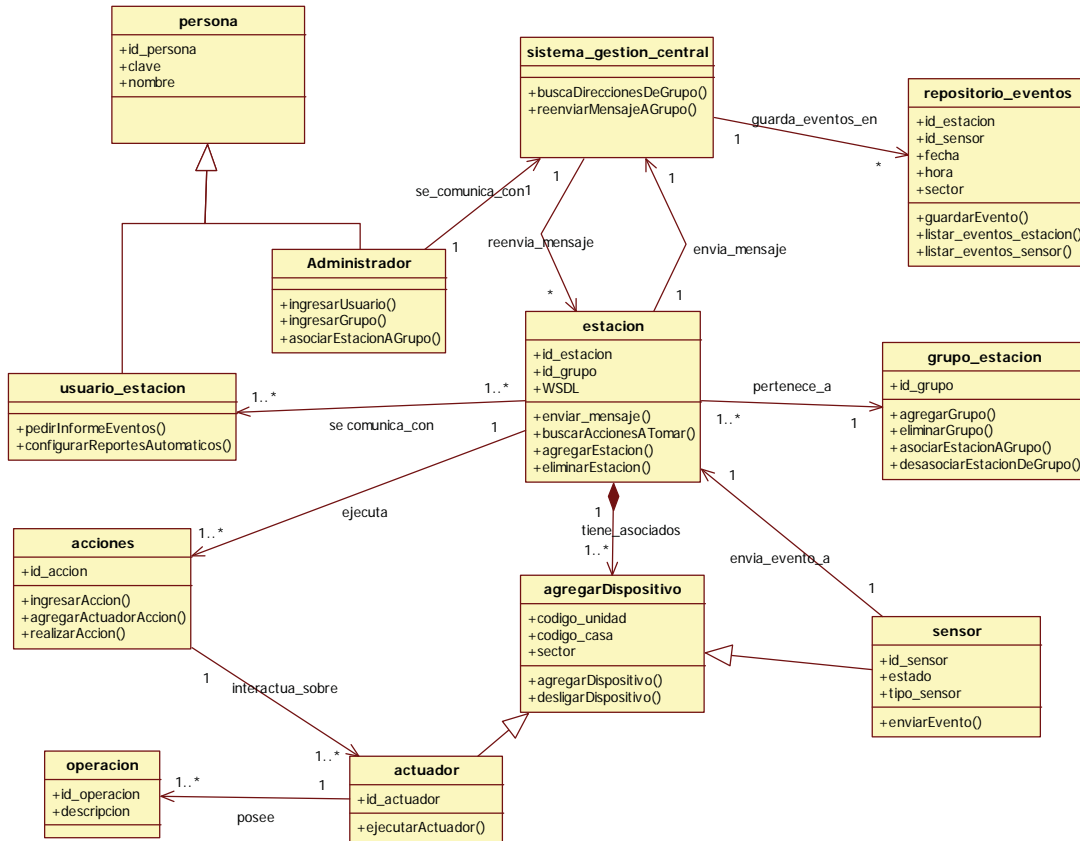 persona
+id_persona
+clave
+nombre
sistema_gestion_central
+buscaDireccionesDeGrupo()
+reenviarMensajeAGrupo()
repositorio_eventos
+id_estacion
+id_sensor
+fecha
+hora
+sector
+guardarEvento()
+listar_eventos_estacion()
+listar_eventos_sensor()
guarda_eventos_en
1
*
se_comunica_con
1
1
reenvia_mensaje
1
*
envia_mensaje
1
1
Administrador
+ingresarUsuario()
+ingresarGrupo()
+asociarEstacionAGrupo()
estacion
+id_estacion
+id_grupo
+WSDL
+enviar_mensaje()
+buscarAccionesATomar()
+agregarEstacion()
+eliminarEstacion()
grupo_estacion
+id_grupo
+agregarGrupo()
+eliminarGrupo()
+asociarEstacionAGrupo()
+desasociarEstacionDeGrupo()
pertenece_a
1..*
1
usuario_estacion
+pedirInformeEventos()
+configurarReportesAutomaticos()
1..*
1..*
se comunica_con
1
ejecuta
1..*
1
tiene_asociados
1..*
1
envia_evento_a
1
acciones
+id_accion
+ingresarAccion()
+agregarActuadorAccion()
+realizarAccion()
agregarDispositivo
+codigo_unidad
+codigo_casa
+sector
+agregarDispositivo()
+desligarDispositivo()
sensor
+id_sensor
+estado
+tipo_sensor
+enviarEvento()
1
interactua_sobre
1..*
operacion
+id_operacion
+descripcion
1..*
1
posee
actuador
+id_actuador
+ejecutarActuador()